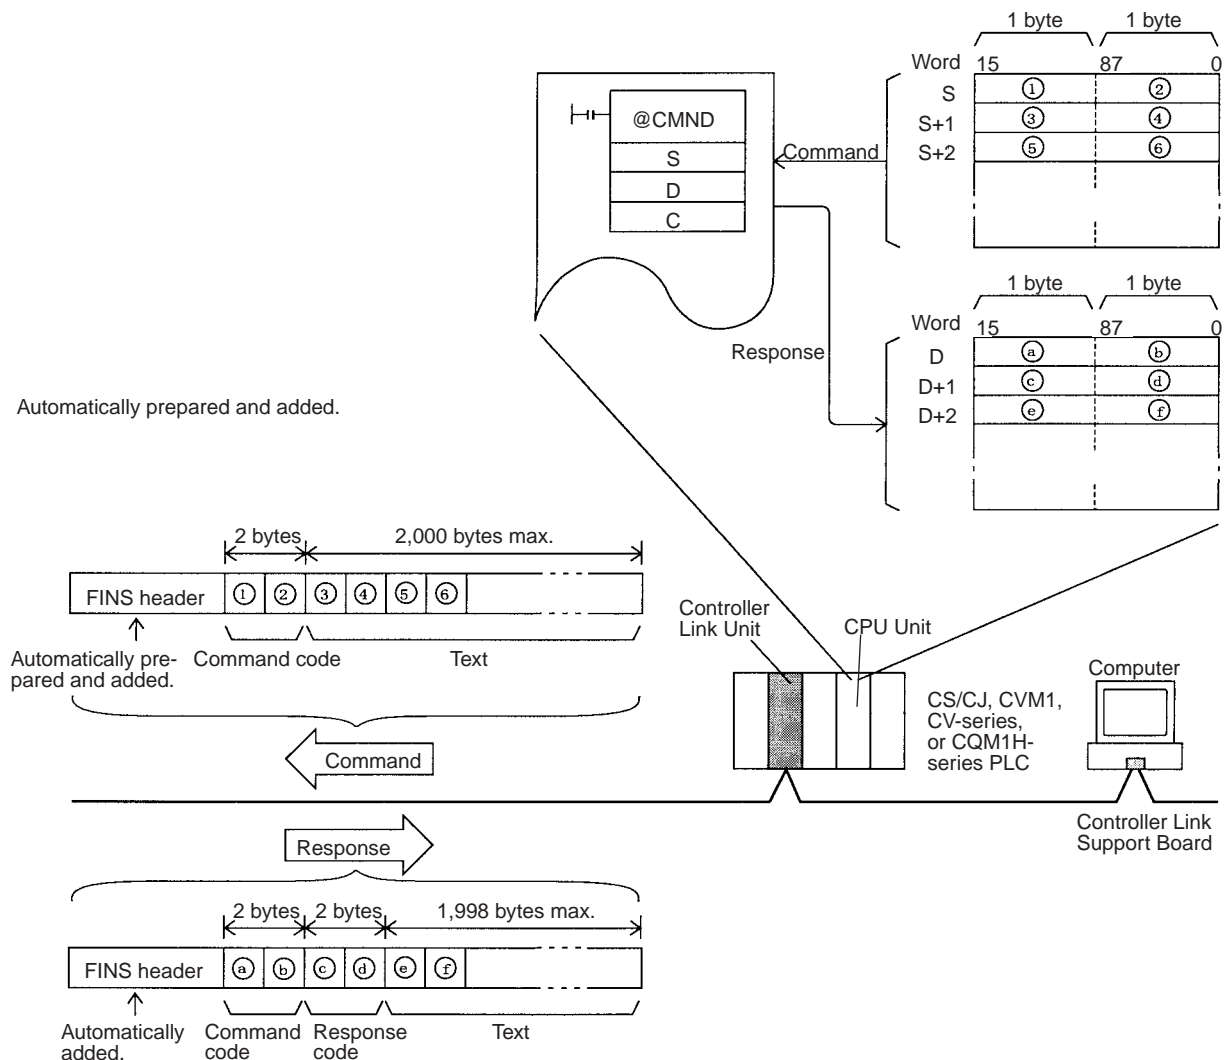 1 byte 1 byte
Word 15 87 0
S ① ②
S+1 ③ ④
S+2 ⑤ ⑥
@CMND
S
D
C
Command
1 byte 1 byte
Word 15 87 0
D ⓐ ⓑ
D+1 ⓒ ⓓ
D+2 ⓔ ⓕ
Response
Automatically prepared and added.
2 bytes 2,000 bytes max.
FINS header ① ② ③ ④ ⑤ ⑥
Automatically pre-
pared and added.
Command code Text
Command
Controller
Link Unit
CPU Unit
CS/CJ, CVM1,
CV-series,
or CQM1H-
series PLC
Computer
Controller Link
Support Board
Response
2 bytes 2 bytes 1,998 bytes max.
FINS header ⓐ ⓑ ⓒ ⓓ ⓔ ⓕ
Automatically
added.
Command
code
Response
code
Text